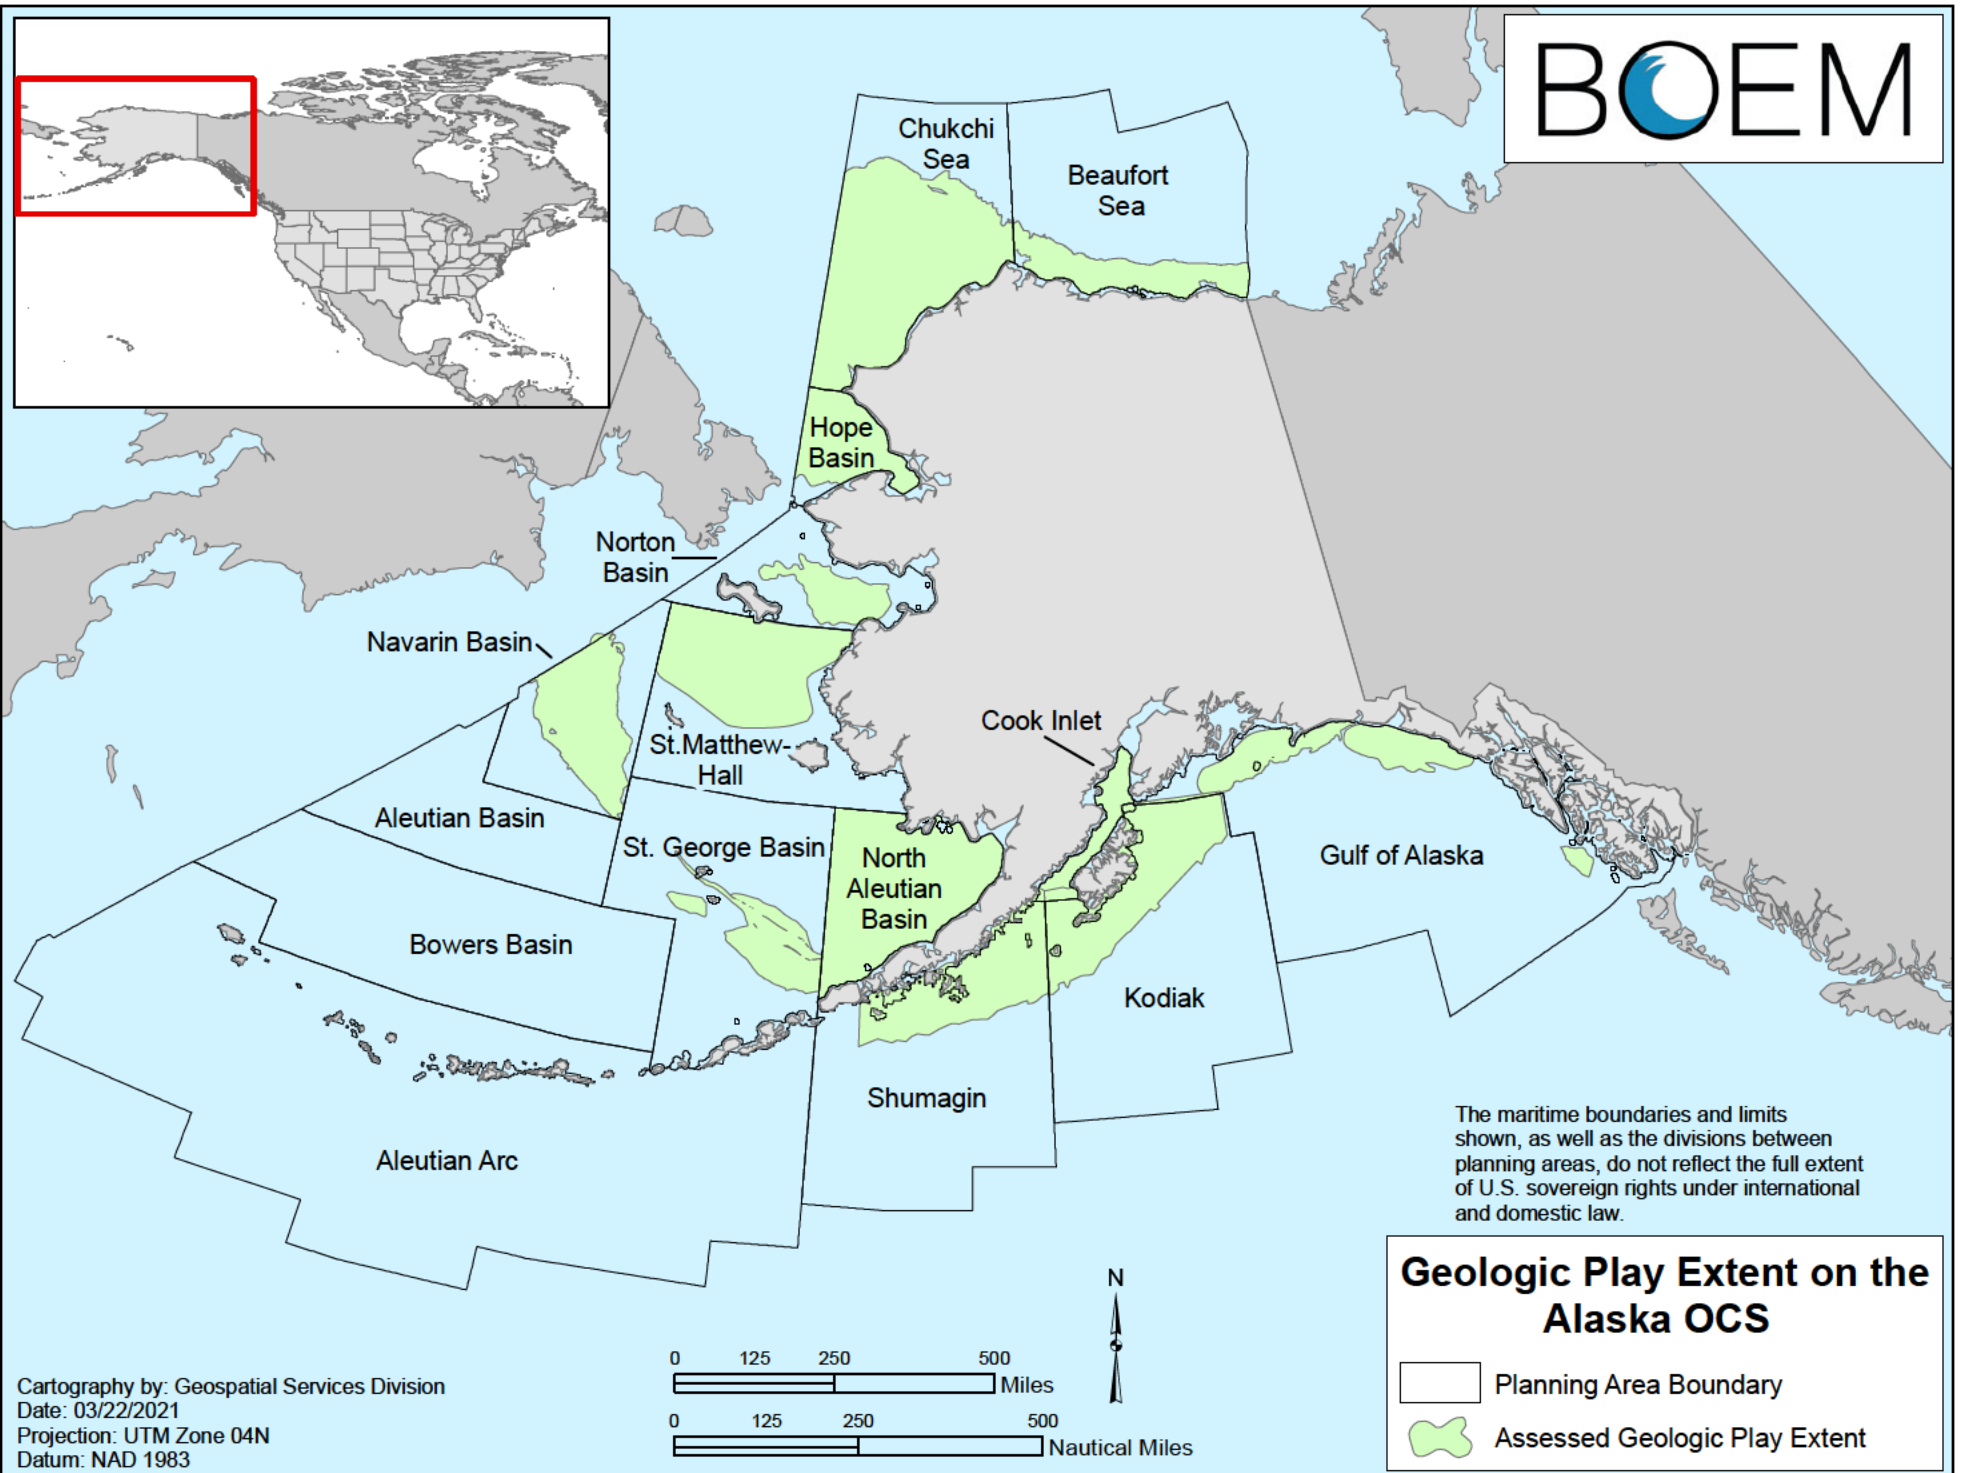 BOEM
Chukchi
Sea
Beaufort
Sea
Hope
Basin
Norton
Basin
Navarin Basin
St.Matthew-
Hall
Cook Inlet
Aleutian Basin
St. George Basin
North
Aleutian
Basin
Gulf of Alaska
Bowers Basin
Kodiak
Shumagin
Aleutian Arc
The maritime boundaries and limits
shown, as well as the divisions between
planning areas, do not reflect the full extent
of U.S. sovereign rights under international
and domestic law.
Geologic Play Extent on the
Alaska OCS
Planning Area Boundary
Assessed Geologic Play Extent
N
0 125 250 500
Miles
0 125 250 500
Nautical Miles
Cartography by: Geospatial Services Division
Date: 03/22/2021
Projection: UTM Zone 04N
Datum: NAD 1983